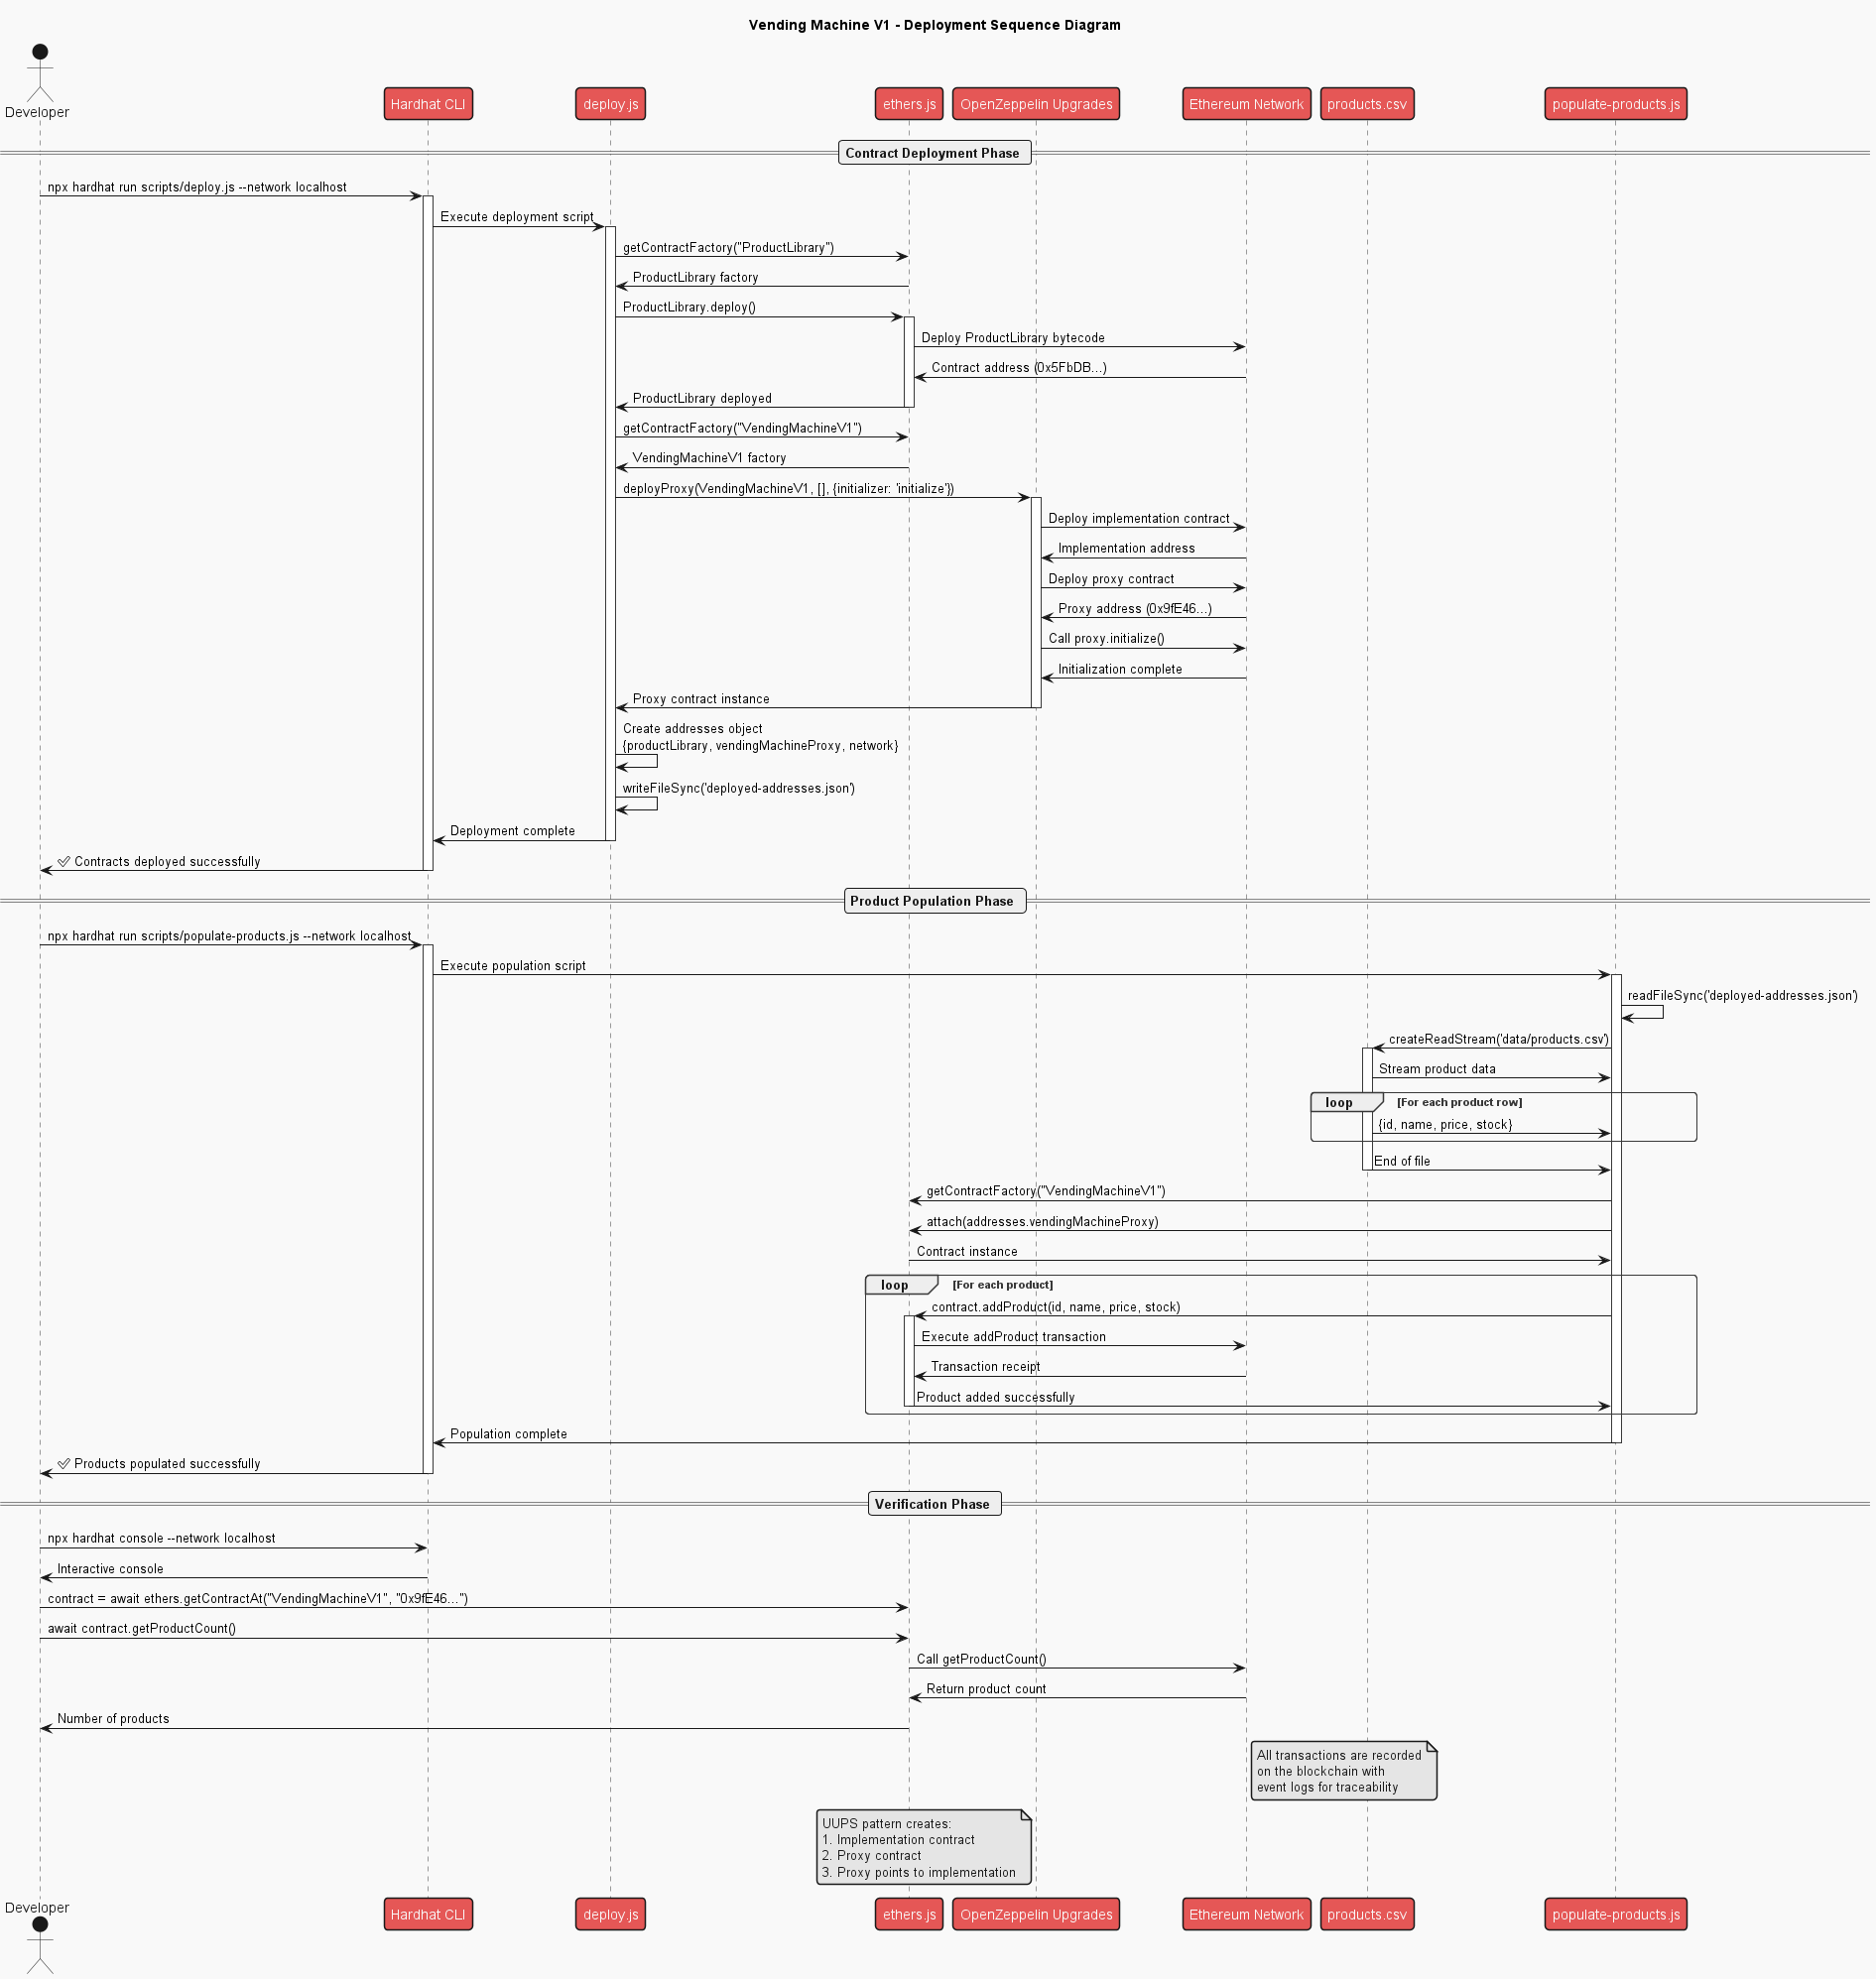 Vending Machine V1 - Deployment Sequence Diagram
Developer
Hardhat CLI
deploy.js
ethers.js
OpenZeppelin Upgrades
Ethereum Network
products.csv
populate-products.js
Contract Deployment Phase
npx hardhat run scripts/deploy.js --network localhost
Execute deployment script
getContractFactory("ProductLibrary")
ProductLibrary factory
ProductLibrary.deploy()
Deploy ProductLibrary bytecode
Contract address (0x5FbDB...)
ProductLibrary deployed
getContractFactory("VendingMachineV1")
VendingMachineV1 factory
deployProxy(VendingMachineV1, [], {initializer: 'initialize'})
Deploy implementation contract
Implementation address
Deploy proxy contract
Proxy address (0x9fE46...)
Call proxy.initialize()
Initialization complete
Proxy contract instance
Create addresses object
{productLibrary, vendingMachineProxy, network}
writeFileSync('deployed-addresses.json')
Deployment complete
✅ Contracts deployed successfully
Product Population Phase
npx hardhat run scripts/populate-products.js --network localhost
Execute population script
readFileSync('deployed-addresses.json')
createReadStream('data/products.csv')
Stream product data
loop [For each product row]
{id, name, price, stock}
End of file
getContractFactory("VendingMachineV1")
attach(addresses.vendingMachineProxy)
Contract instance
loop [For each product]
contract.addProduct(id, name, price, stock)
Execute addProduct transaction
Transaction receipt
Product added successfully
Population complete
✅ Products populated successfully
Verification Phase
npx hardhat console --network localhost
Interactive console
contract = await ethers.getContractAt("VendingMachineV1", "0x9fE46...")
await contract.getProductCount()
Call getProductCount()
Return product count
Number of products
All transactions are recorded
on the blockchain with
event logs for traceability
UUPS pattern creates:
1. Implementation contract
2. Proxy contract
3. Proxy points to implementation
Developer
Hardhat CLI
deploy.js
ethers.js
OpenZeppelin Upgrades
Ethereum Network
products.csv
populate-products.js